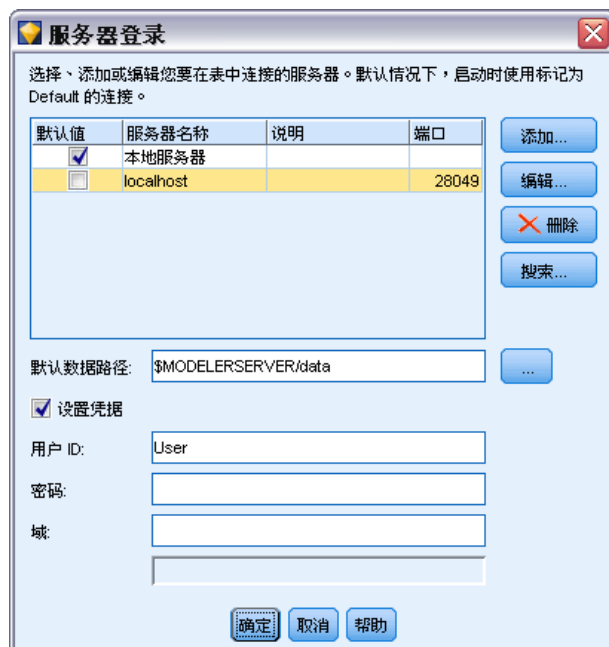 服务器登录
选择、添加或编辑您要在表中连接的服务器。默认情况下，启动时使用标记为
Default 的连接。
默认值 服务器名称 说明 端口
本地服务器
localhost 28049
添加...
编辑...
删除
搜索...
默认数据路径: $MODELERSERVER/data ...
设置凭据
用户 ID: User
密码:
域:
确定 取消 帮助